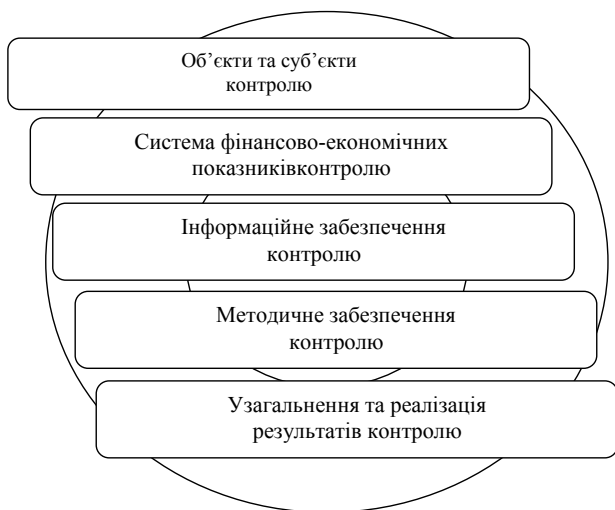 Об’єкти та суб’єкти
контролю
Система фінансово-економічних
показниківконтролю
Інформаційне забезпечення
контролю
Методичне забезпечення
контролю
Узагальнення та реалізація
результатів контролю